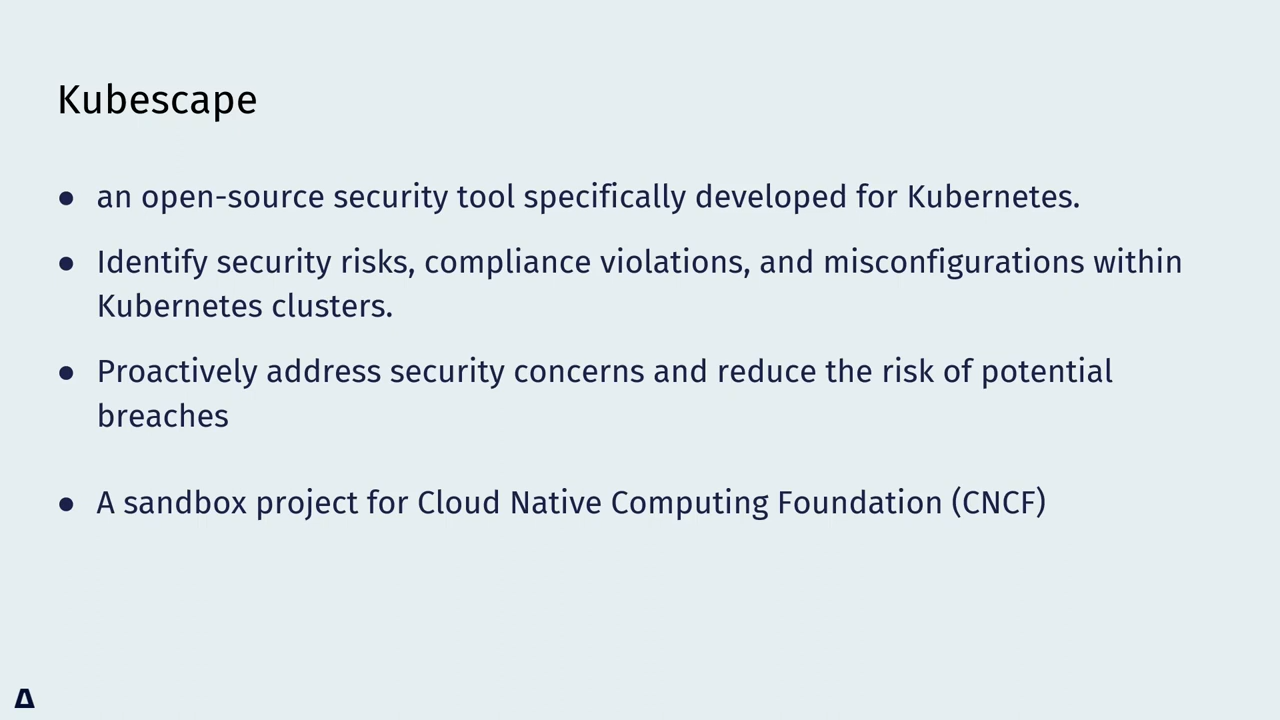 Kubescape
● an open-source security tool specifically developed for Kubernetes.
● Identify security risks, compliance violations, and misconfigurations within
Kubernetes clusters.
● Proactively address security concerns and reduce the risk of potential
breaches
● A sandbox project for Cloud Native Computing Foundation (CNCF)